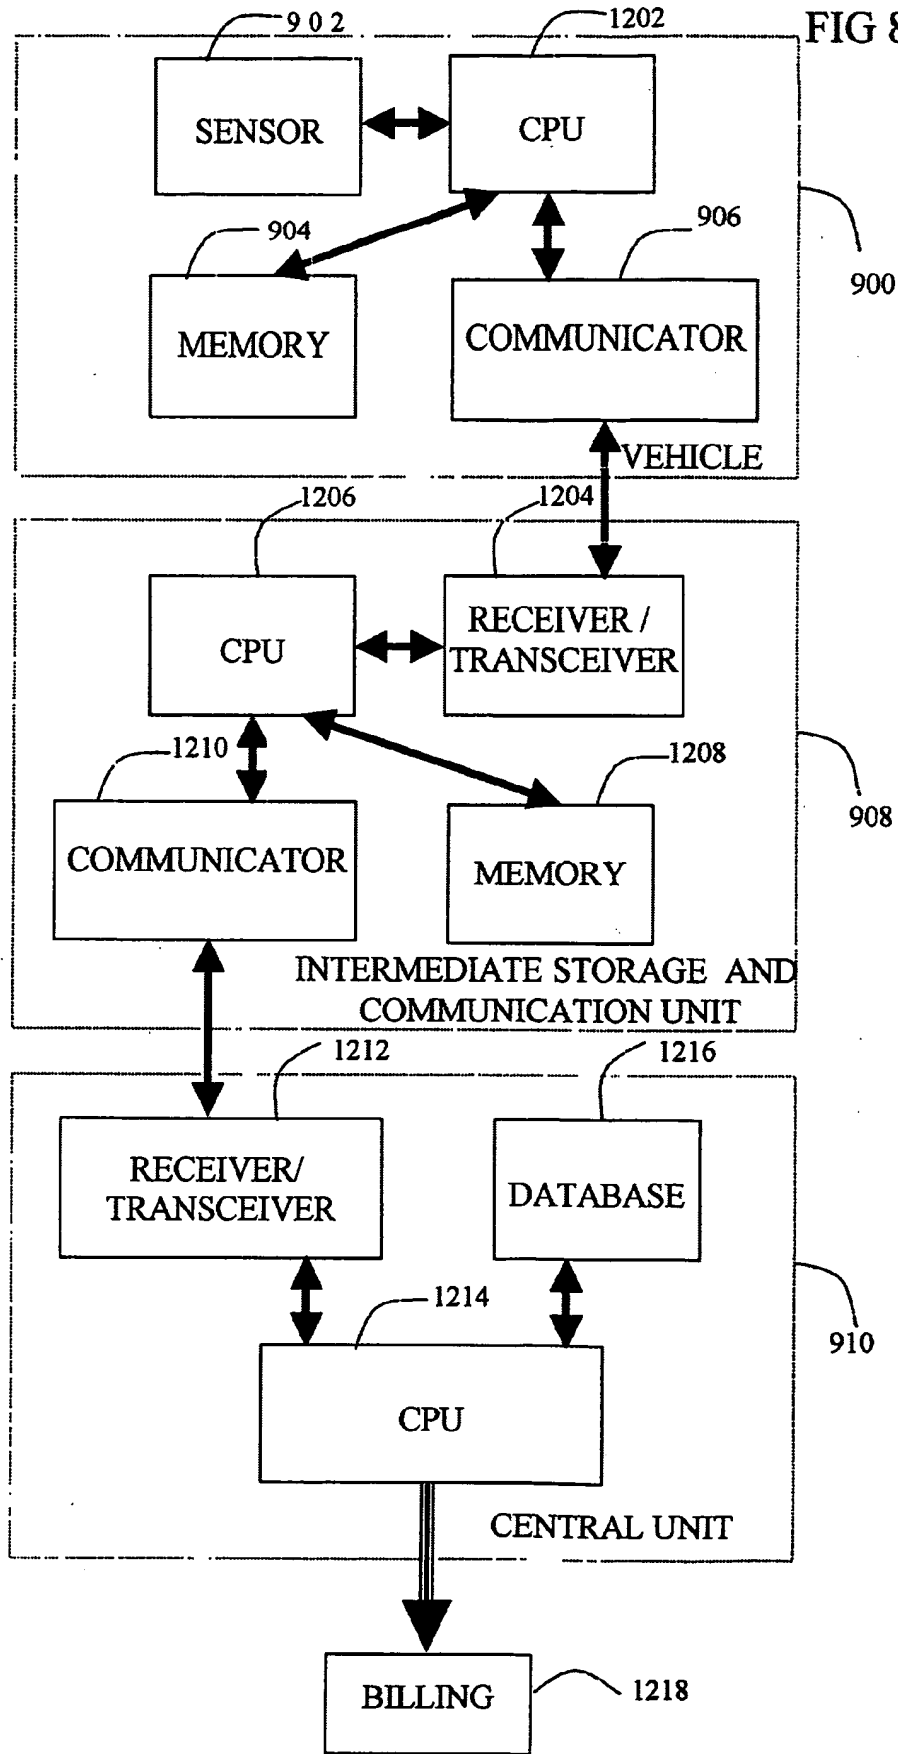 FIG 8
902
1202
SENSOR
CPU
904
906
900
MEMORY
COMMUNICATOR
VEHICLE
1206
1204
CPU
RECEIVER /
TRANSCEIVER
1210
1208
908
COMMUNICATOR
MEMORY
INTERMEDIATE STORAGE AND
COMMUNICATION UNIT
1212
1216
RECEIVER/
TRANSCEIVER
DATABASE
1214
910
CPU
CENTRAL UNIT
BILLING
1218